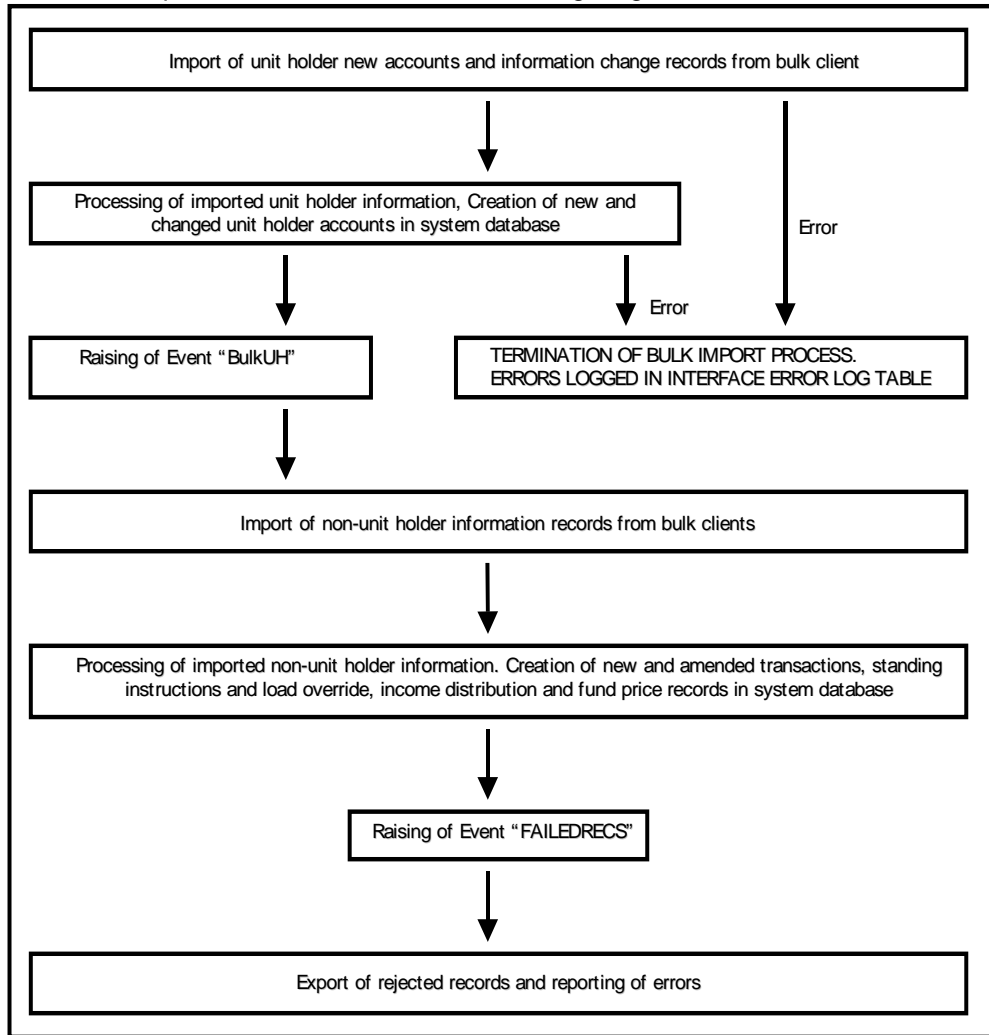 Import of unit holder new accounts and information change records from bulk client
Processing of imported unit holder information, Creation of new and
changed unit holder accounts in system database
Error
Error
Raising of Event “BulkUH”
TERMINATION OF BULK IMPORT PROCESS.
ERRORS LOGGED IN INTERFACE ERROR LOG TABLE
Import of non-unit holder information records from bulk clients
Processing of imported non-unit holder information. Creation of new and amended transactions, standing
instructions and load override, income distribution and fund price records in system database
Raising of Event “FAILEDRECS”
Export of rejected records and reporting of errors